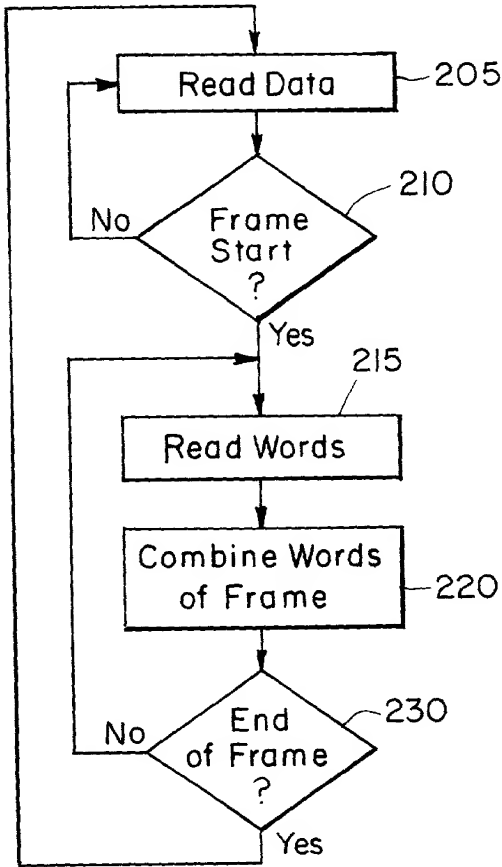 Read Data
205
210
Frame
Start
?
No
Yes
215
Read Words
Combine Words
of Frame
220
230
End
of Frame
?
No
Yes